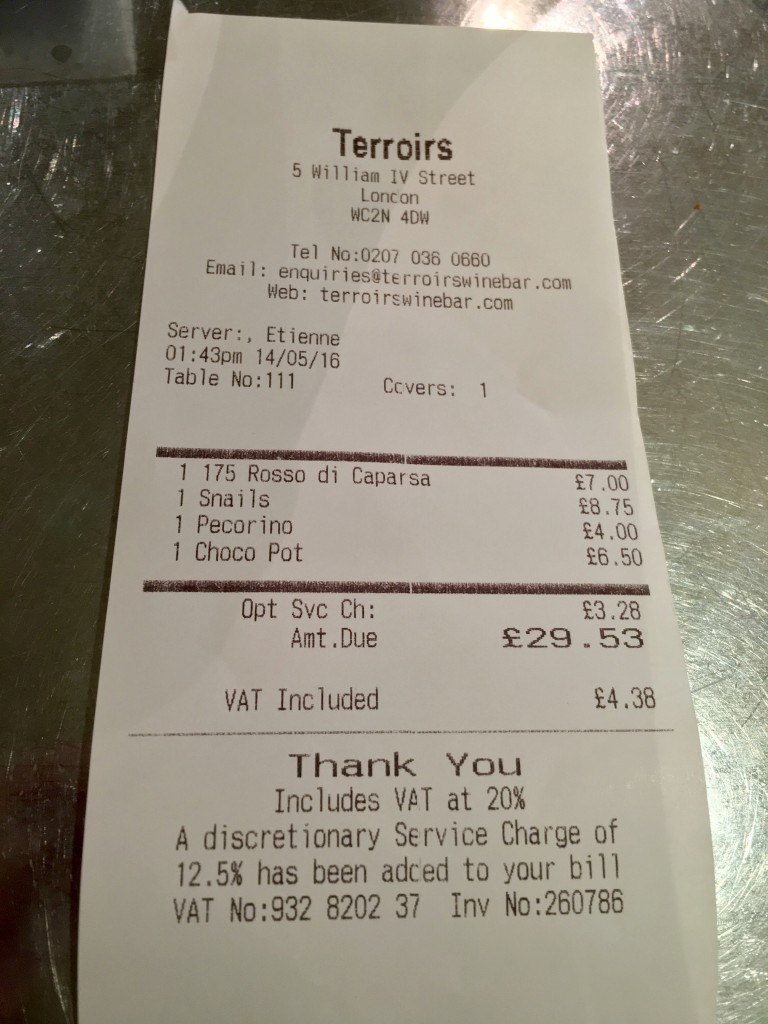 Terroirs
5 William IV Street
Loncon
WC2N 4DW
Tel No:0207 036 0660
Email: enquiries@terroirswinebar.com
Web: terroirswinebar.com
Server:, Etienne
01:43pm 14/05/16
Table No:111 Covers: 1
1 175 Rosso di Caparsa £7.00
1 Snails £8.75
1 Pecorino £4.00
1 Choco Pot £6.50
Opt Svc Ch: £3.28
Amt.Due £29.53
VAT Included £4.38
Thank You
Includes VAT at 20%
A discretionary Service Charge of
12.5% has been added to your bill
VAT No:932 8202 37 Inv No:260786